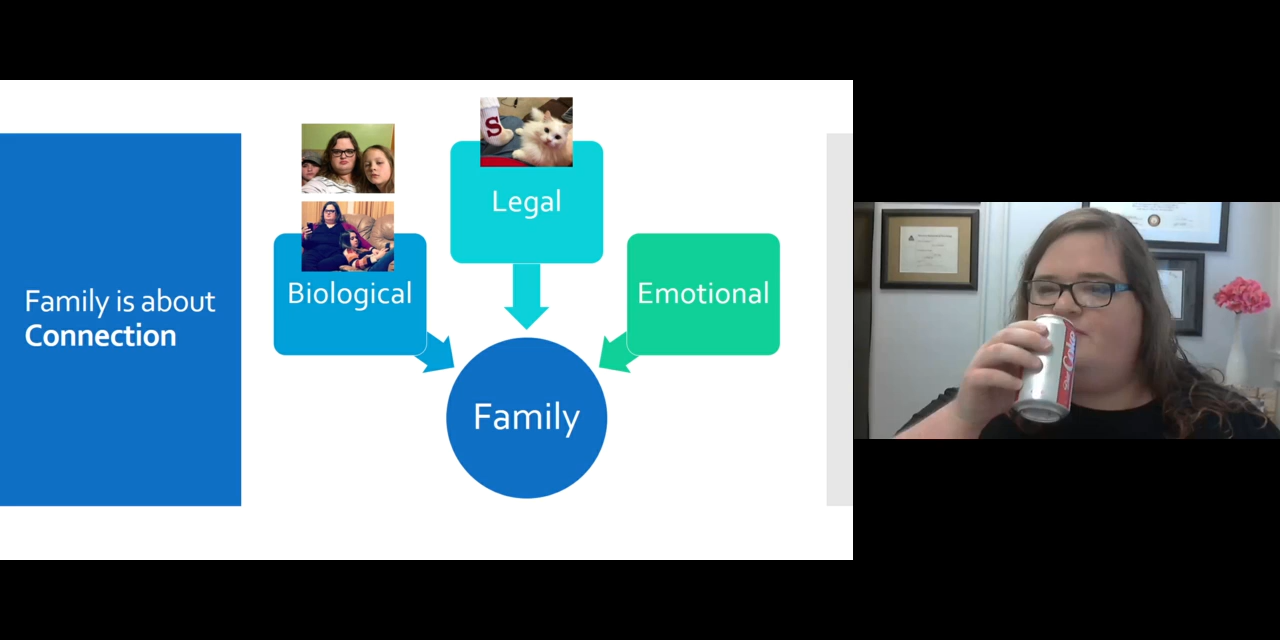 Family is about
Connection
Biological
S
Legal
Emotional
Family
Diet Coke